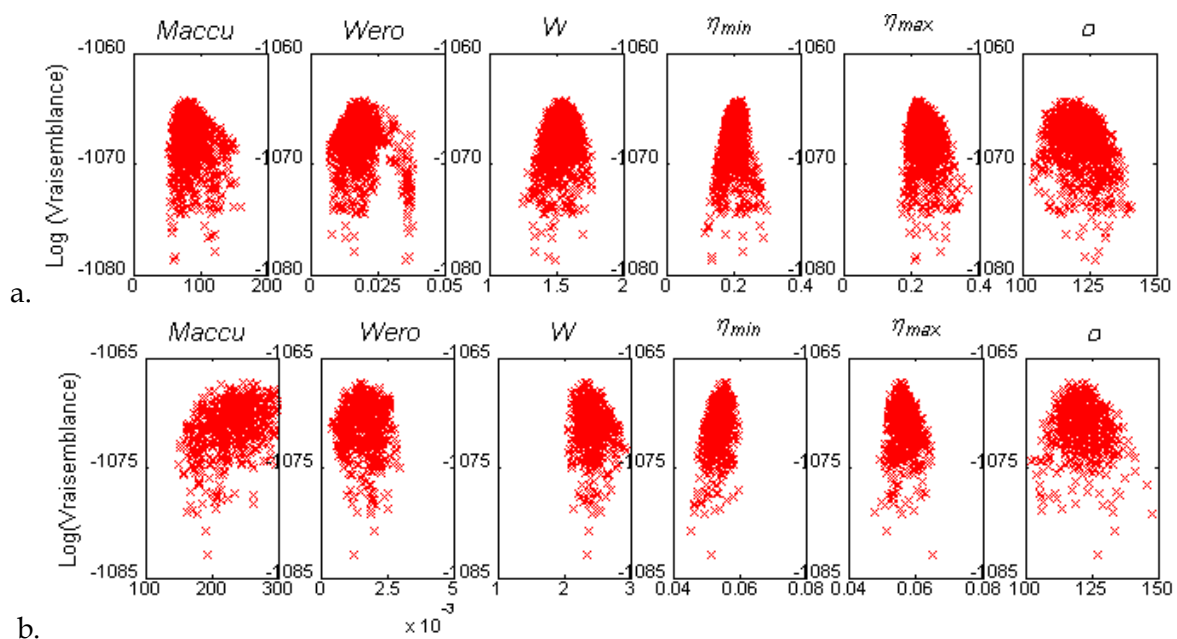 Maccu Wero W ηmin ηmax σ
-1060 -1060 -1060 -1060 -1060 -1060
Log (Vraisemblance)
-1070 -1070 -1070 -1070 -1070 -1070
-1080 -1080 -1080 -1080 -1080 -1080
0 100 200 0 0.025 0.05 1 1.5 2 0 0.2 0.4 0 0.2 0.4 100 125 150
a.
Maccu Wero W ηmin ηmax σ
-1065 -1065 -1065 -1065 -1065 -1065
Log(Vraisemblance)
-1075 -1075 -1075 -1075 -1075 -1075
-1085 -1085 -1085 -1085 -1085 -1085
100 200 300 0 2.5 5 1 2 3 0.04 0.06 0.08 0.04 0.06 0.08 100 125 150
x 10⁻³
b.